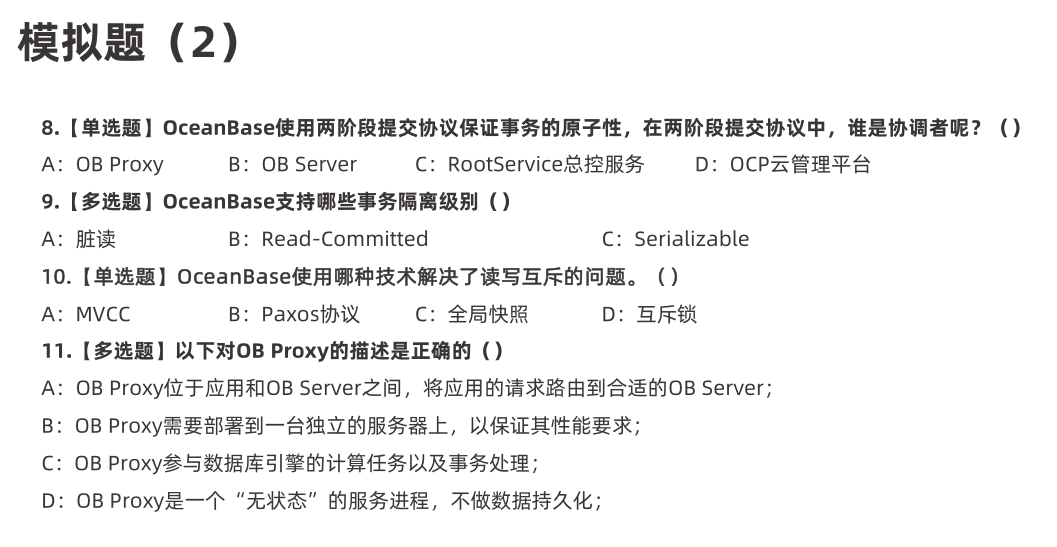 模拟题（2）
8.【单选题】OceanBase使用两阶段提交协议保证事务的原子性，在两阶段提交协议中，谁是协调者呢？（ ）
A：OB Proxy B：OB Server C：RootService总控服务 D：OCP云管理平台
9.【多选题】OceanBase支持哪些事务隔离级别（ ）
A：脏读 B：Read-Committed C：Serializable
10.【单选题】OceanBase使用哪种技术解决了读写互斥的问题。（ ）
A：MVCC B：Paxos协议 C：全局快照 D：互斥锁
11.【多选题】以下对OB Proxy的描述是正确的（ ）
A：OB Proxy位于应用和OB Server之间，将应用的请求路由到合适的OB Server；
B：OB Proxy需要部署到一台独立的服务器上，以保证其性能要求；
C：OB Proxy参与数据库引擎的计算任务以及事务处理；
D：OB Proxy是一个“无状态”的服务进程，不做数据持久化；